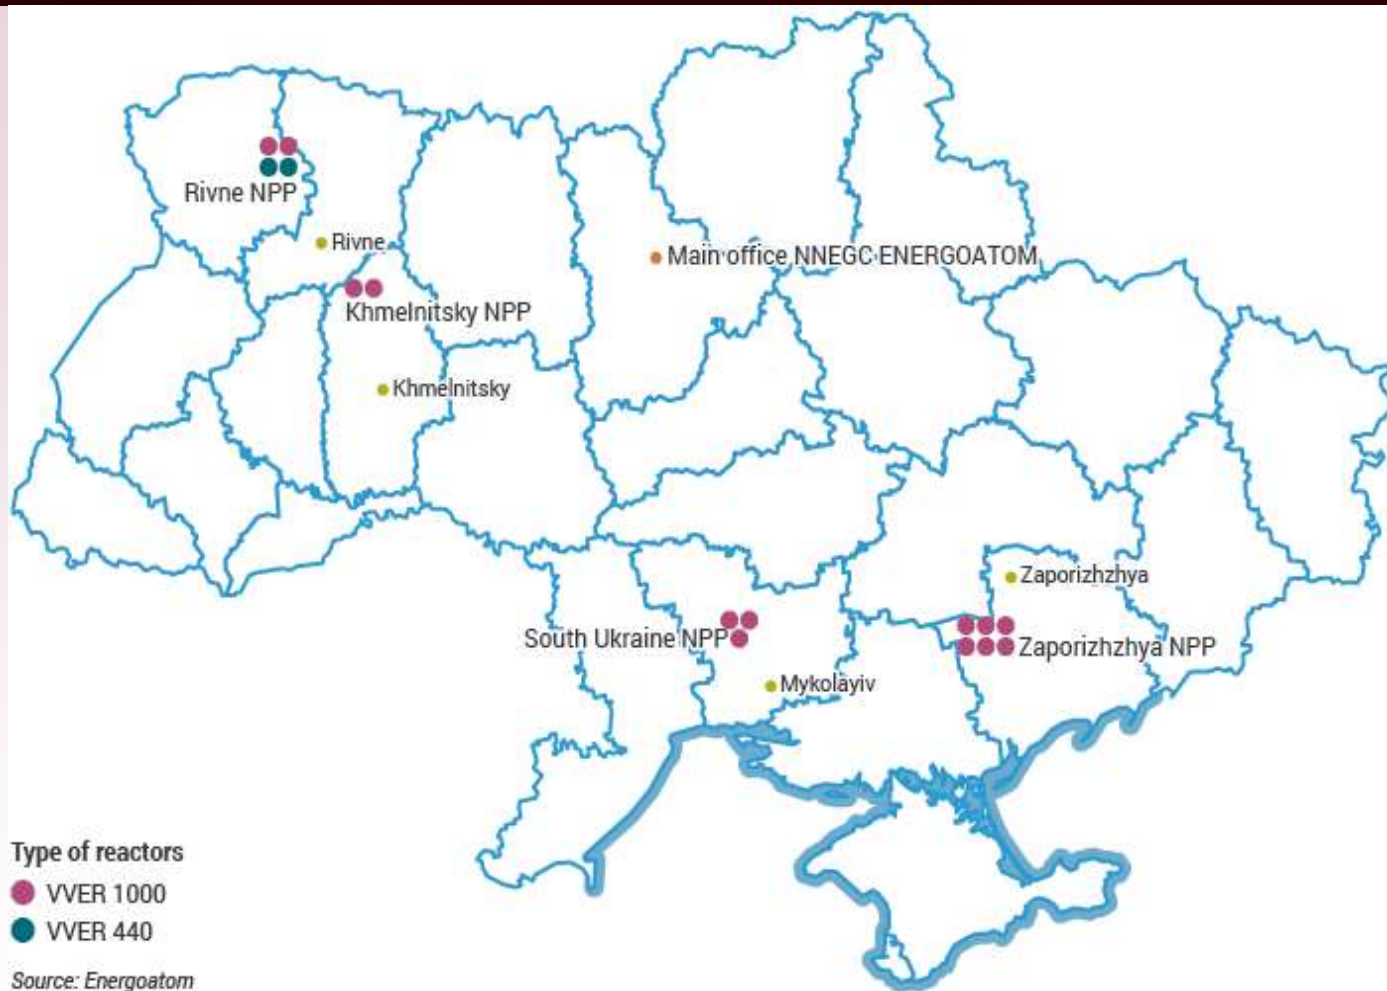 Rivne NPP
Rivne
Main office NNEGC ENERGOATOM
Khmelnitsky NPP
Khmelnitsky
Zaporizhzhya
South Ukraine NPP
Zaporizhzhya NPP
Mykolayiv
Type of reactors
VVER 1000
VVER 440
Source: Energoatom